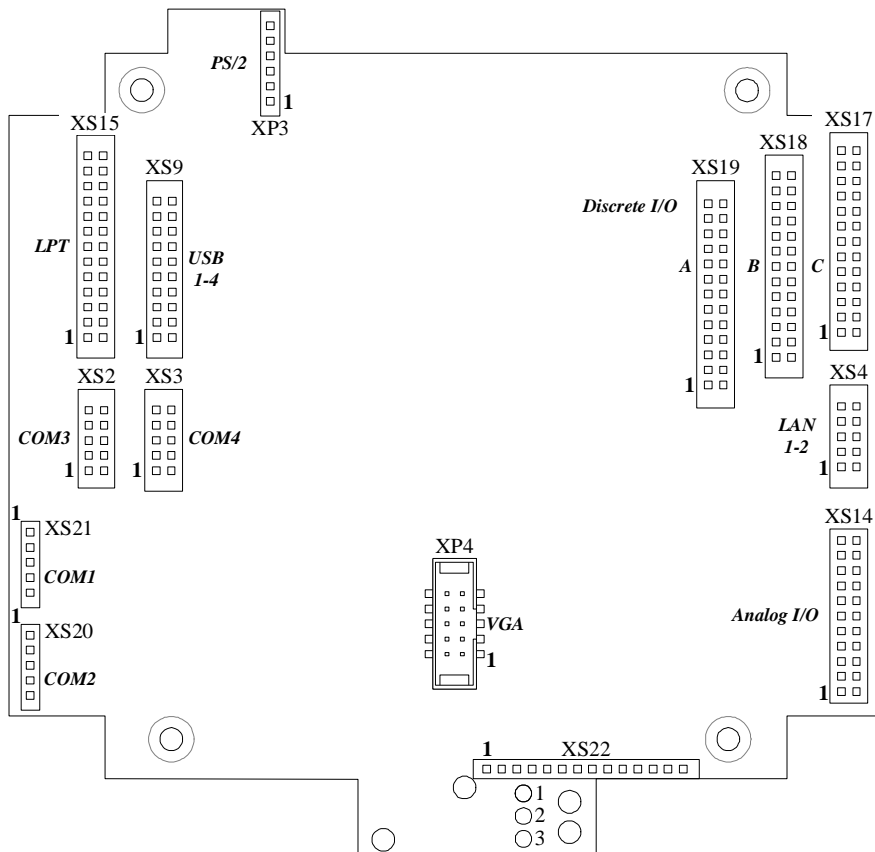 PS/2
1
XP3
XS15
LPT
1
XS9
USB
1-4
1
XS17
C
1
XS18
B
1
XS19
Discrete I/O
A
1
XS2
COM3
1
XS3
COM4
1
XS4
LAN
1-2
1
1
XS21
COM1
1
XS20
COM2
XP4
VGA
1
XS14
Analog I/O
1
1
XS22
1
2
3